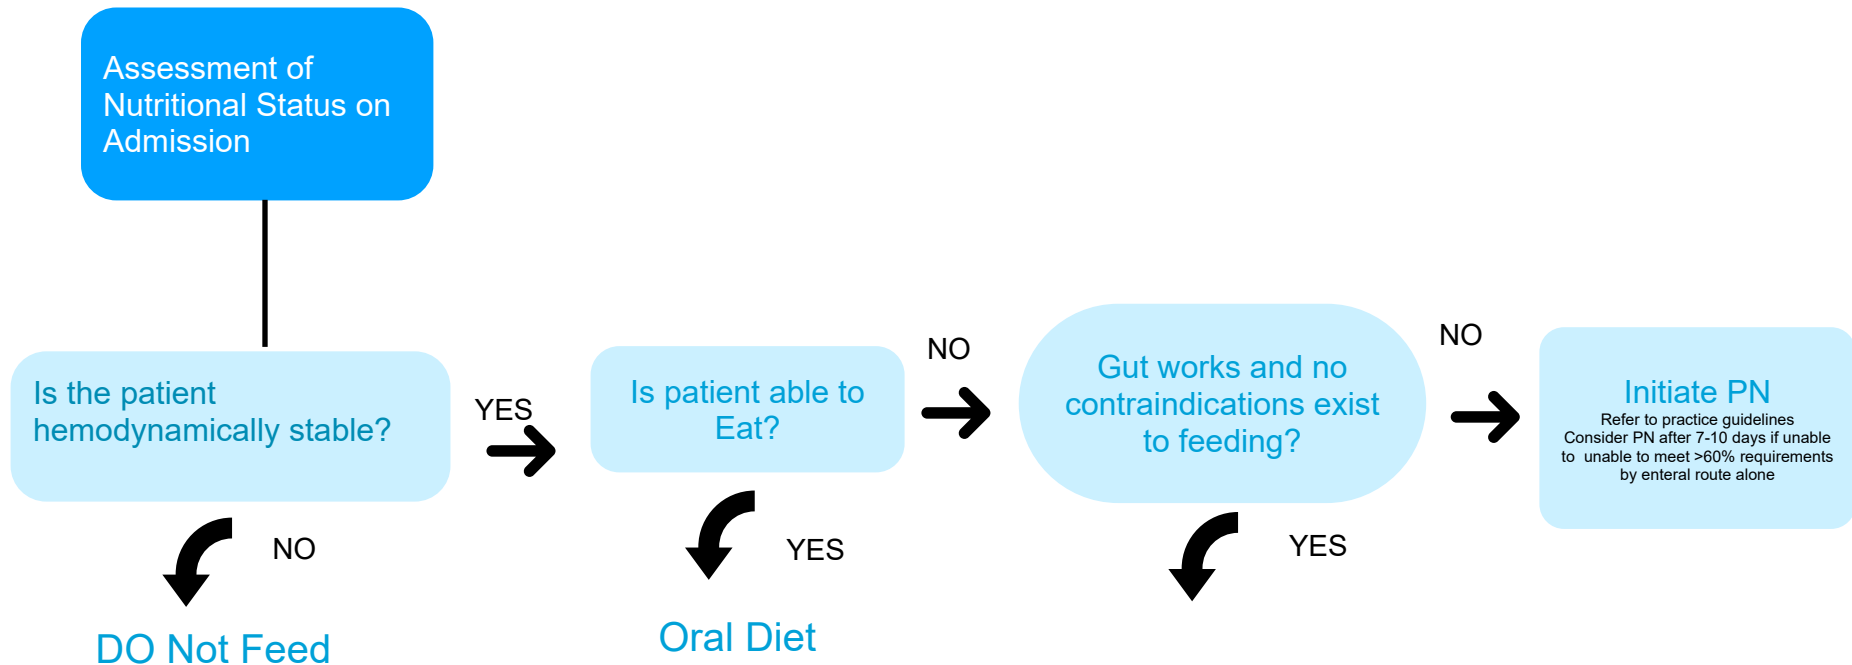 Assessment of
Nutritional Status on
Admission
Is the patient
hemodynamically stable?
YES
NO
DO Not Feed
Is patient able to
Eat?
NO
YES
Oral Diet
Gut works and no
contraindications exist
to feeding?
NO
YES
Initiate PN
Refer to practice guidelines
Consider PN after 7-10 days if unable
to unable to meet >60% requirements
by enteral route alone